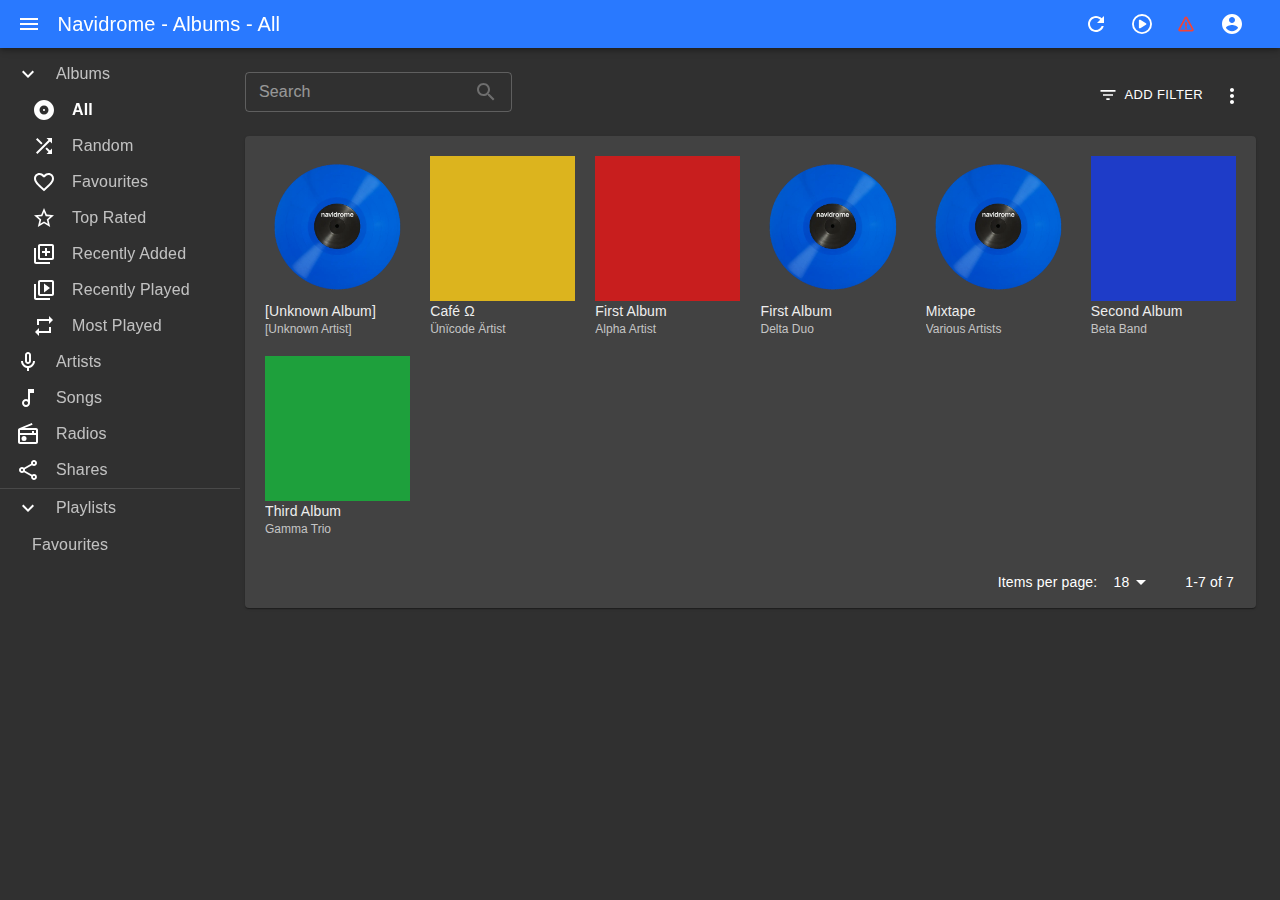 Navidrome - Albums - All
Albums
All
Random
Favourites
Top Rated
Recently Added
Recently Played
Most Played
Artists
Songs
Radios
Shares
Playlists
Favourites
Search
ADD FILTER
navidrome
[Unknown Album]
[Unknown Artist]
Café Ω
Ünïcode Ärtist
First Album
Alpha Artist
navidrome
First Album
Delta Duo
navidrome
Mixtape
Various Artists
Second Album
Beta Band
Third Album
Gamma Trio
Items per page: 18 1-7 of 7